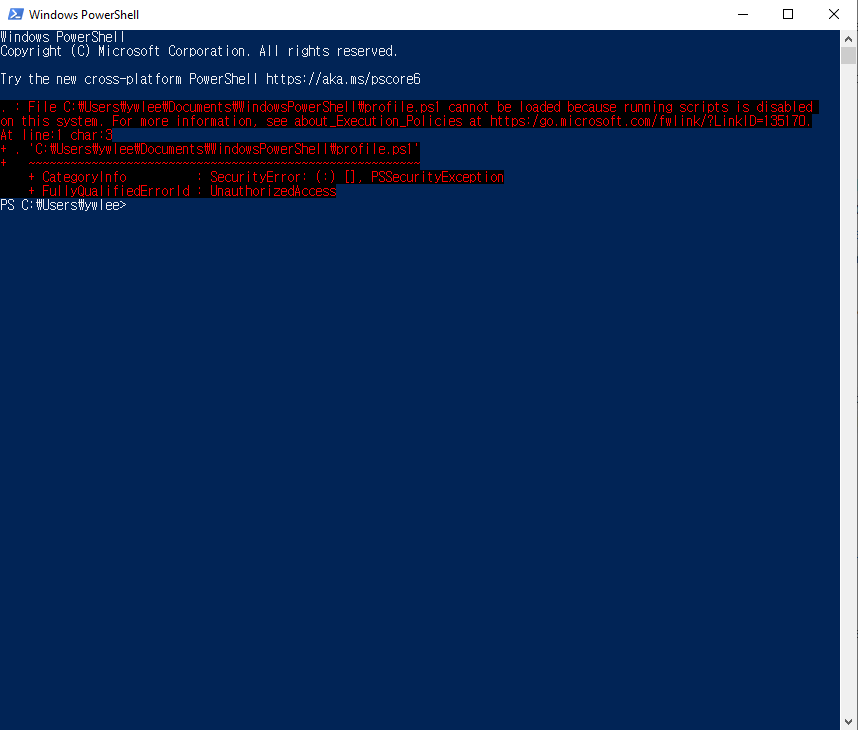 Windows PowerShell
Windows PowerShell
Copyright (C) Microsoft Corporation. All rights reserved.
Try the new cross-platform PowerShell https://aka.ms/pscore6
. : File C:₩Users₩ywlee₩Documents₩WindowsPowerShell₩profile.ps1 cannot be loaded because running scripts is disabled
on this system. For more information, see about_Execution_Policies at https:/go.microsoft.com/fwlink/?LinkID=135170.
At line:1 char:3
+ . 'C:₩Users₩ywlee₩Documents₩WindowsPowerShell₩profile.ps1'
+   ~~~~~~~~~~~~~~~~~~~~~~~~~~~~~~~~~~~~~~~~~~~~~~~~~~~~~~~~
    + CategoryInfo          : SecurityError: (:) [], PSSecurityException
    + FullyQualifiedErrorId : UnauthorizedAccess
PS C:₩Users₩ywlee>